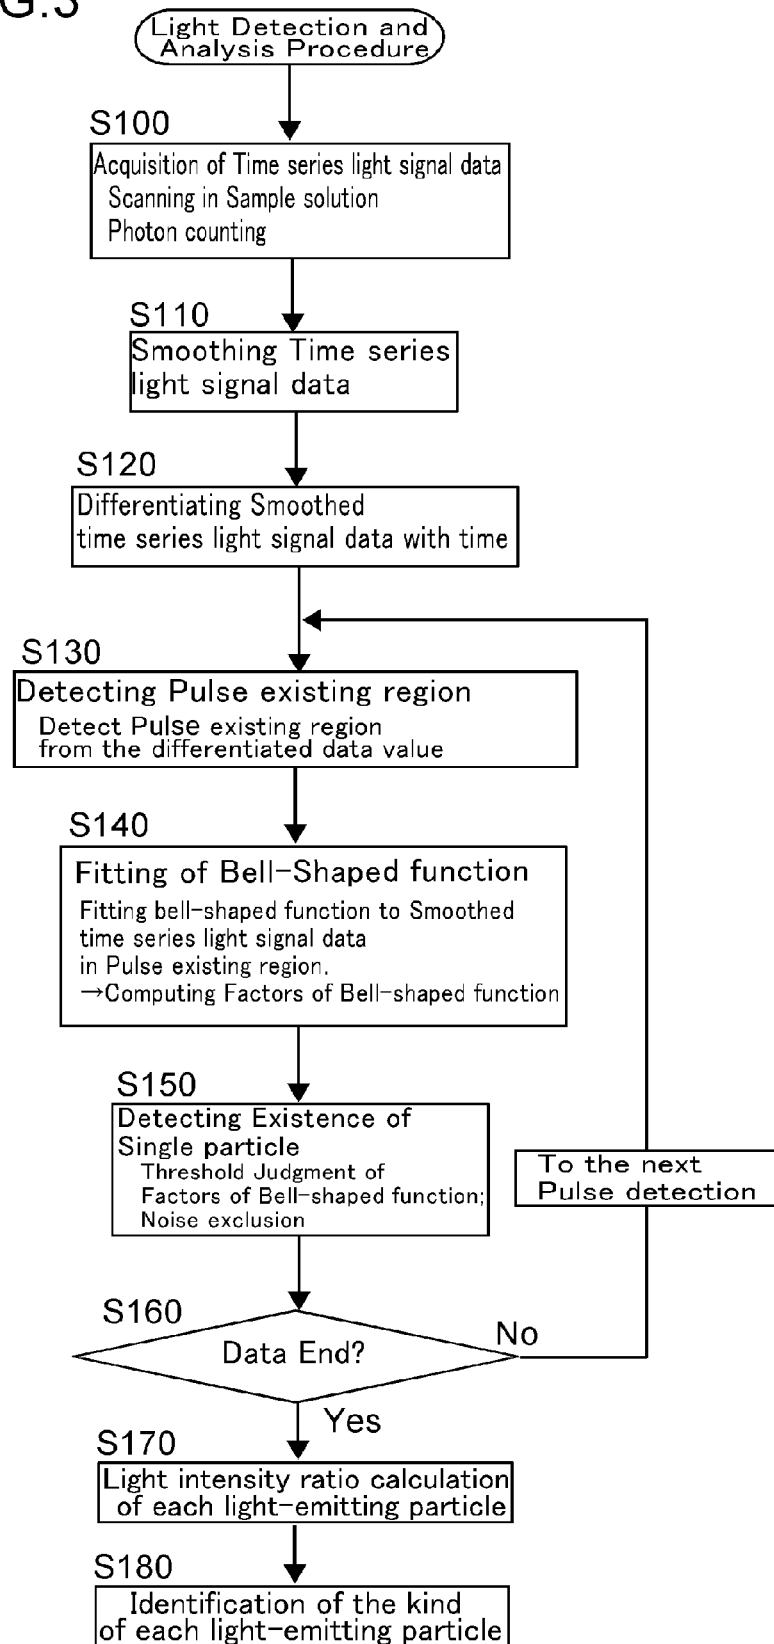 G.3
Light Detection and
Analysis Procedure
S100
Acquisition of Time series light signal data
Scanning in Sample solution
Photon counting
S110
Smoothing Time series
light signal data
S120
Differentiating Smoothed
time series light signal data with time
S130
Detecting Pulse existing region
Detect Pulse existing region
from the differentiated data value
S140
Fitting of Bell-Shaped function
Fitting bell-shaped function to Smoothed
time series light signal data
in Pulse existing region.
→Computing Factors of Bell-shaped function
S150
Detecting Existence of
Single particle
Threshold Judgment of
Factors of Bell-shaped function;
Noise exclusion
To the next
Pulse detection
S160
Data End?
No
Yes
S170
Light intensity ratio calculation
of each light-emitting particle
S180
Identification of the kind
of each light-emitting particle